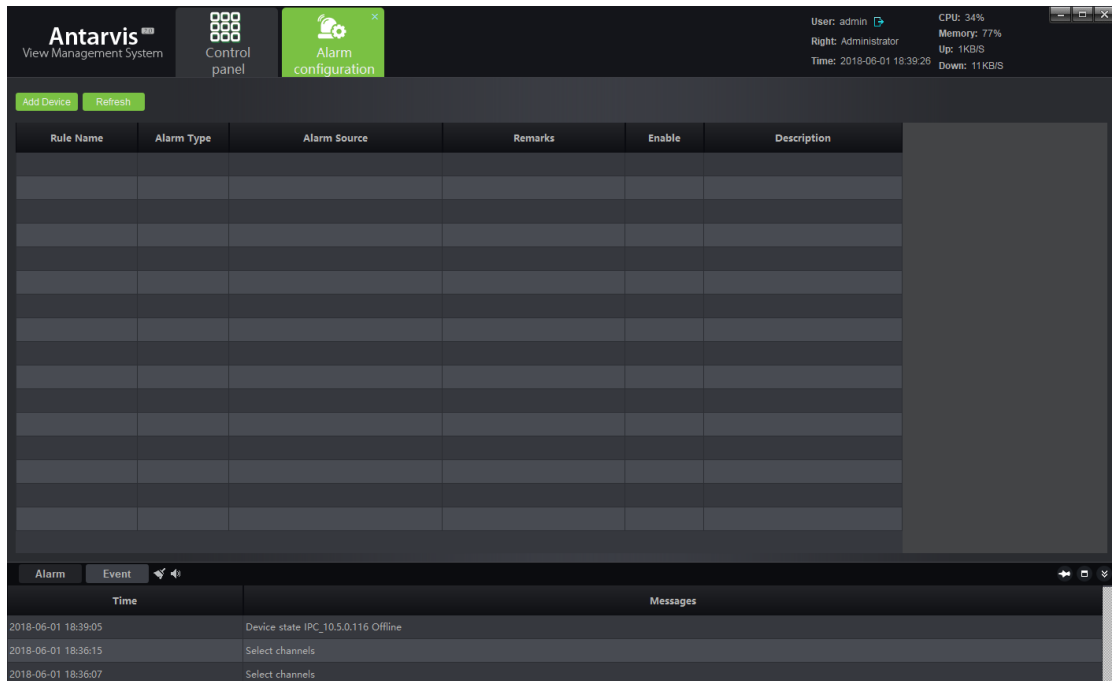 Antarvis 2.0
View Management System
Control
panel
Alarm
configuration
User: admin
Right: Administrator
Time: 2018-06-01 18:39:26
CPU: 34%
Memory: 77%
Up: 1KB/S
Down: 11KB/S
Add Device Refresh
Rule Name Alarm Type Alarm Source Remarks Enable Description
Alarm Event
Time Messages
2018-06-01 18:39:05 Device state IPC_10.5.0.116 Offline
2018-06-01 18:36:15 Select channels
2018-06-01 18:36:07 Select channels